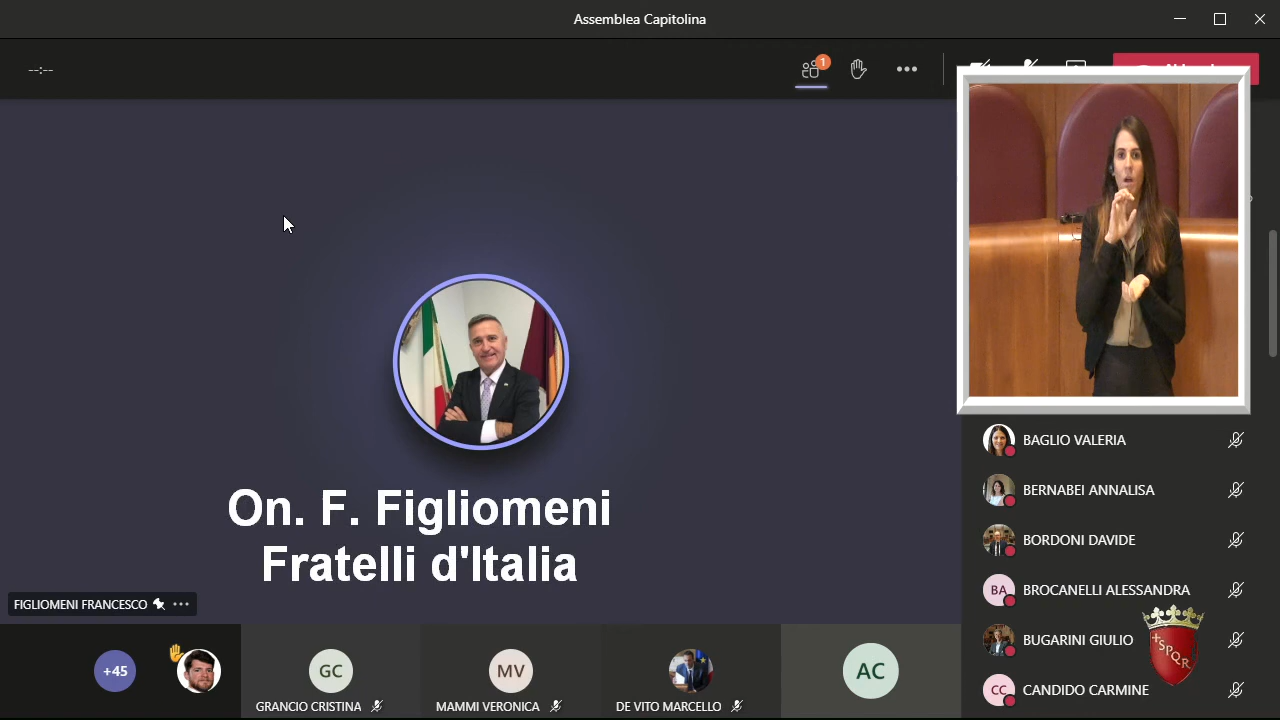 Assemblea Capitolina
--:--
1
On. F. Figliomeni
Fratelli d'Italia
FIGLIOMENI FRANCESCO
+45
GC
GRANCIO CRISTINA
MV
MAMMI VERONICA
DE VITO MARCELLO
AC
BAGLIO VALERIA
BERNABEI ANNALISA
BORDONI DAVIDE
BA
BROCANELLI ALESSANDRA
BUGARINI GIULIO
CC
CANDIDO CARMINE
SPQR